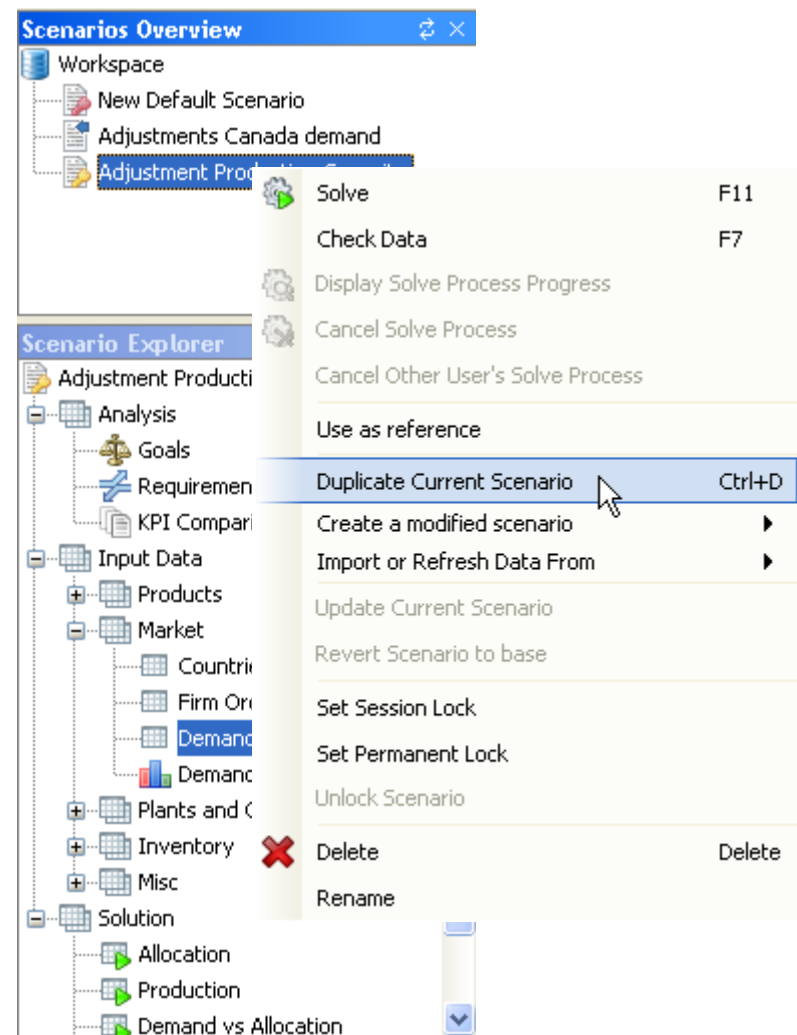 Scenarios Overview
Workspace
New Default Scenario
Adjustments Canada demand
Adjustment
Solve F11
Check Data F7
Display Solve Process Progress
Cancel Solve Process
Cancel Other User's Solve Process
Use as reference
Duplicate Current Scenario Ctrl+D
Create a modified scenario
Import or Refresh Data From
Update Current Scenario
Revert Scenario to base
Set Session Lock
Set Permanent Lock
Unlock Scenario
Delete Delete
Rename
Scenario Explorer
Adjustment Producti
Analysis
Goals
Requiremen
KPI Compari
Input Data
Products
Market
Countri
Firm Or
Demand
Demand
Plants and
Inventory
Misc
Solution
Allocation
Production
Demand vs Allocation